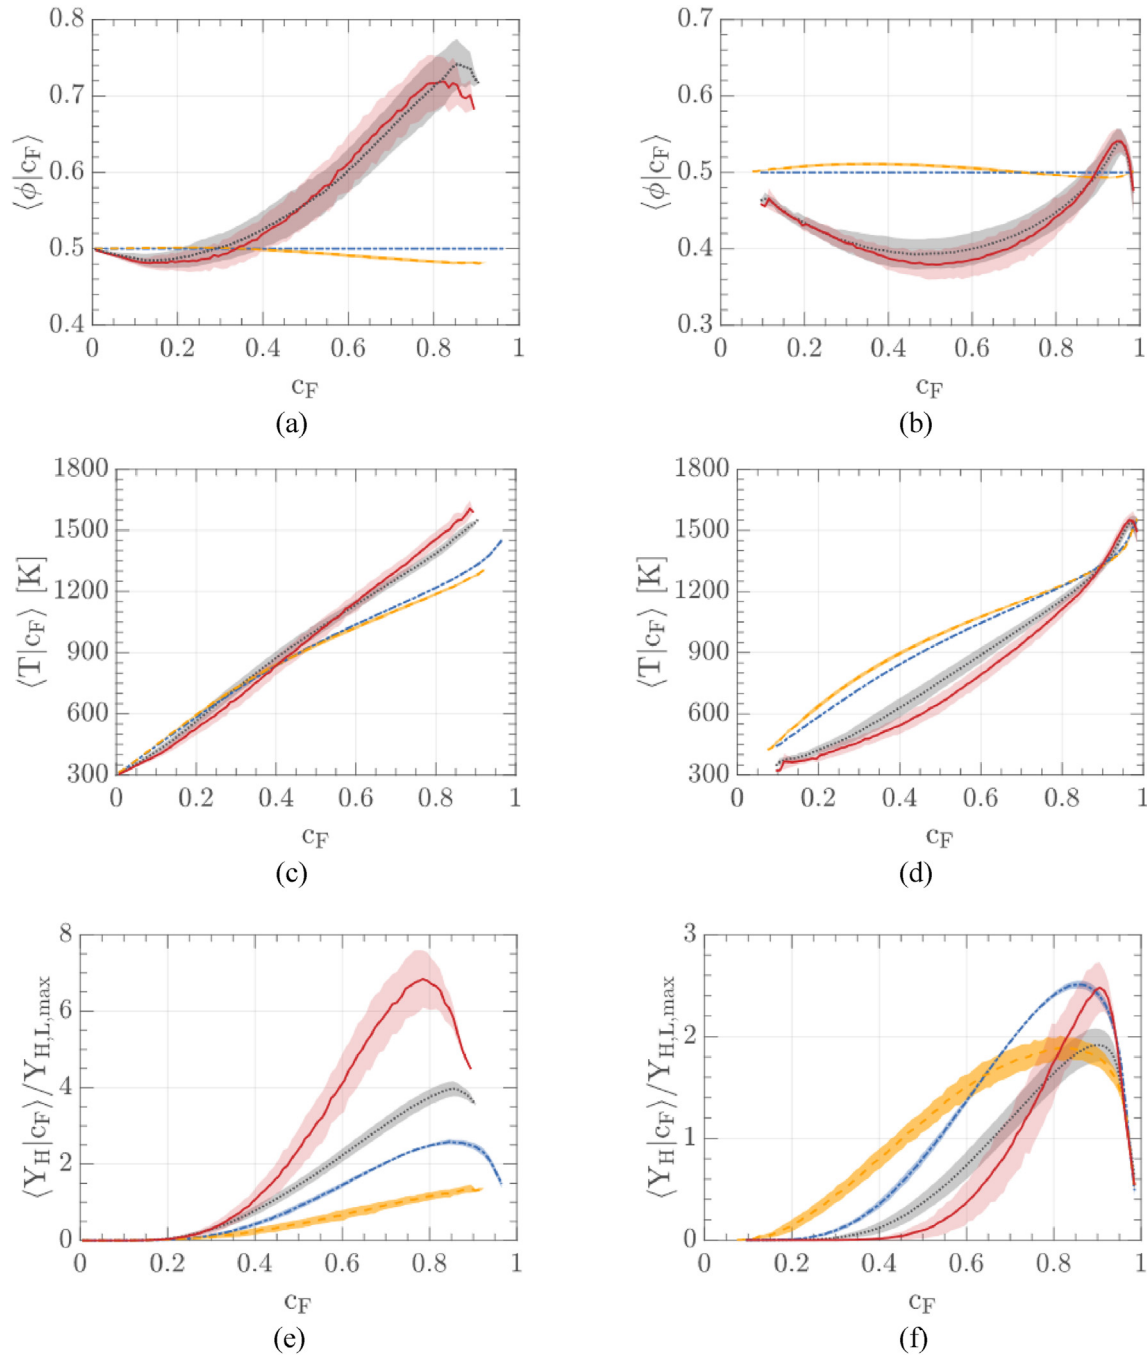 0.8
0.7
0.6
0.5
0.4
⟨ϕ|c_F⟩
0 0.2 0.4 0.6 0.8 1
c_F
(a)
0.7
0.6
0.5
0.4
0.3
⟨ϕ|c_F⟩
0 0.2 0.4 0.6 0.8 1
c_F
(b)
1800
1500
1200
900
600
300
⟨T|c_F⟩ [K]
0 0.2 0.4 0.6 0.8 1
c_F
(c)
1800
1500
1200
900
600
300
⟨T|c_F⟩ [K]
0 0.2 0.4 0.6 0.8 1
c_F
(d)
8
6
4
2
0
⟨Y_H|c_F⟩/Y_H,L,max
0 0.2 0.4 0.6 0.8 1
c_F
(e)
3
2
1
0
⟨Y_H|c_F⟩/Y_H,L,max
0 0.2 0.4 0.6 0.8 1
c_F
(f)